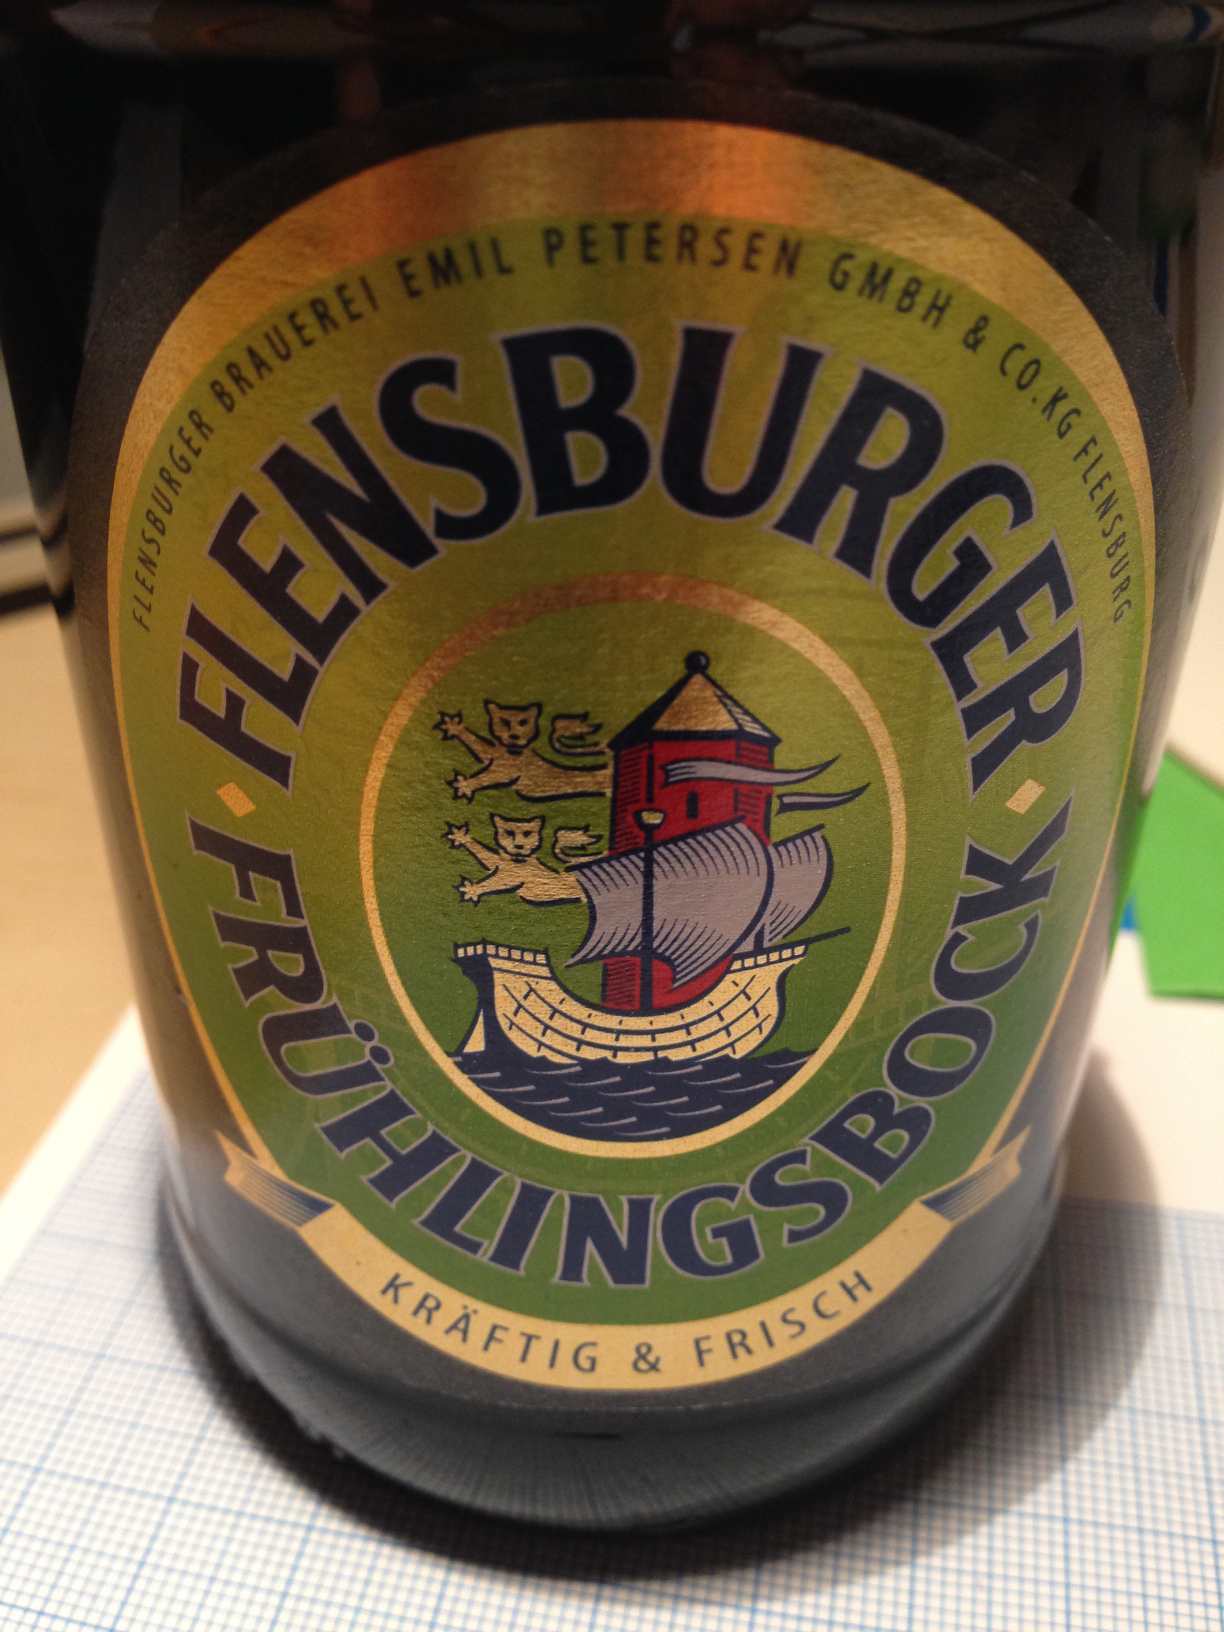 FLENSBURGER BRAUEREI EMIL PETERSEN GMBH & CO.KG FLENSBURG
FLENSBURGER
FRÜHLINGSBOCK
KRÄFTIG & FRISCH